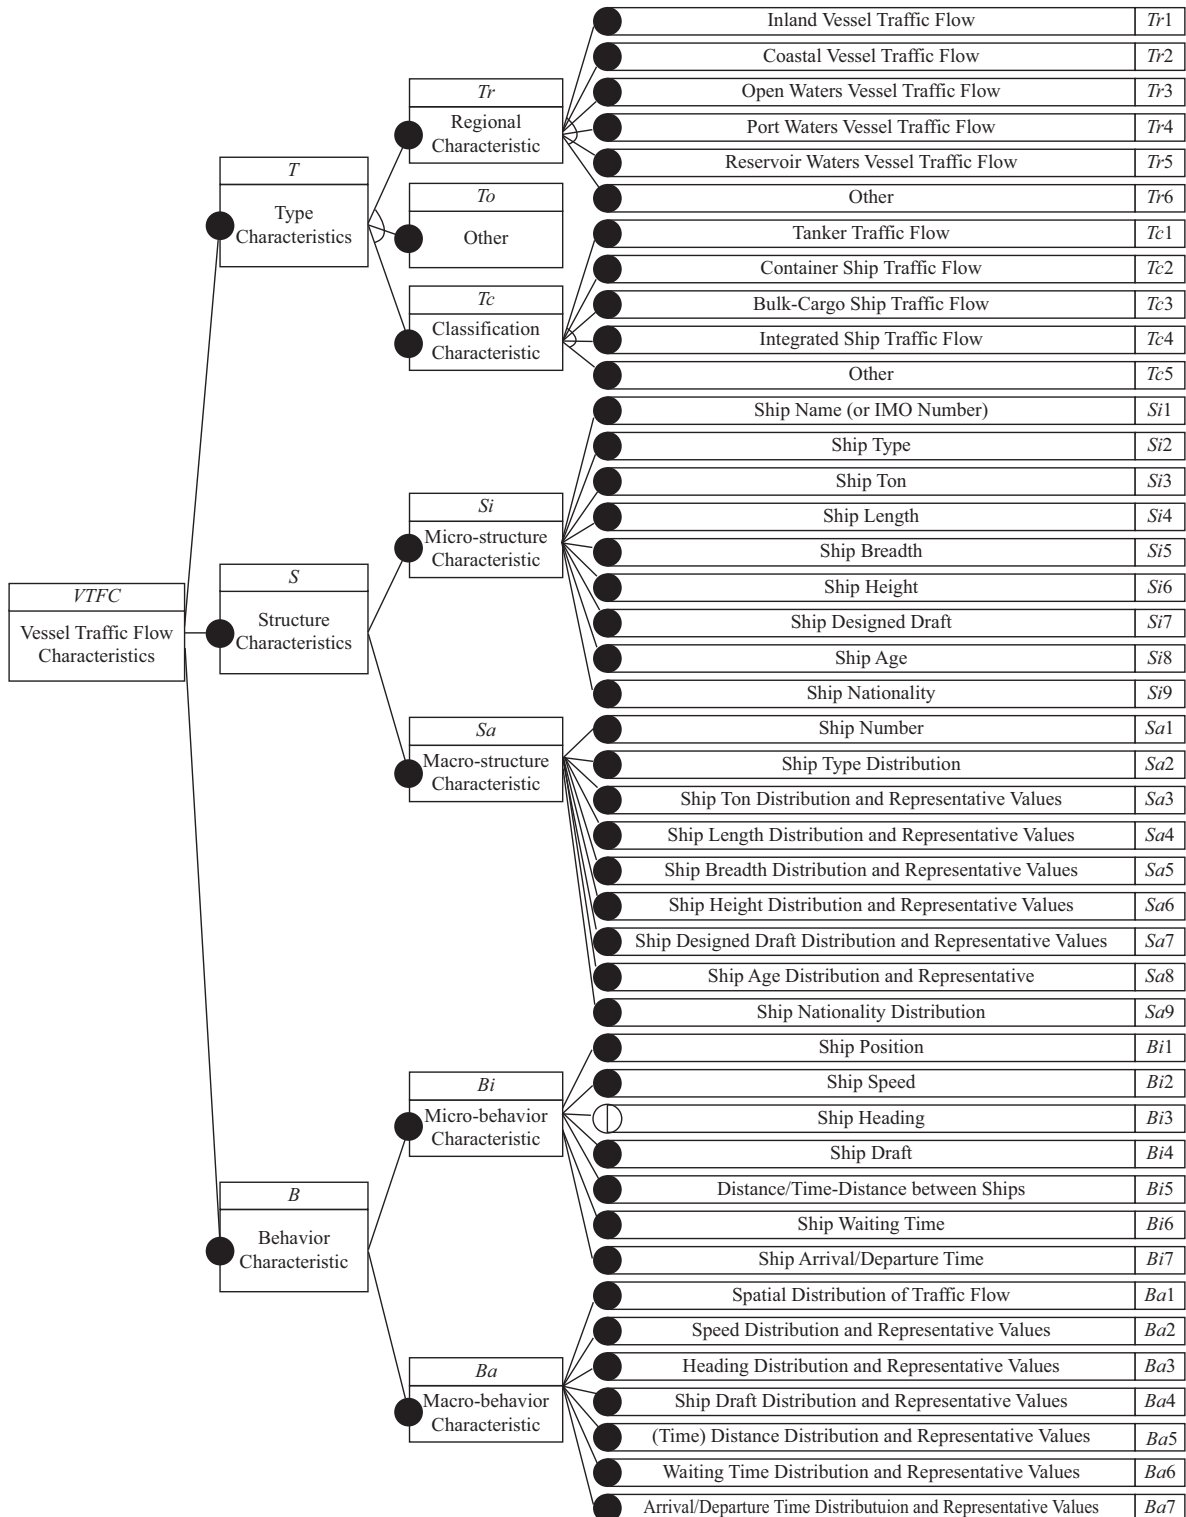 VTFC
Vessel Traffic Flow
Characteristics
T
Type
Characteristics
Tr
Regional
Characteristic
Inland Vessel Traffic Flow Tr1
Coastal Vessel Traffic Flow Tr2
Open Waters Vessel Traffic Flow Tr3
Port Waters Vessel Traffic Flow Tr4
Reservoir Waters Vessel Traffic Flow Tr5
Other Tr6
To
Other
Tc
Classification
Characteristic
Tanker Traffic Flow Tc1
Container Ship Traffic Flow Tc2
Bulk-Cargo Ship Traffic Flow Tc3
Integrated Ship Traffic Flow Tc4
Other Tc5
S
Structure
Characteristics
Si
Micro-structure
Characteristic
Ship Name (or IMO Number) Si1
Ship Type Si2
Ship Ton Si3
Ship Length Si4
Ship Breadth Si5
Ship Height Si6
Ship Designed Draft Si7
Ship Age Si8
Ship Nationality Si9
Sa
Macro-structure
Characteristic
Ship Number Sa1
Ship Type Distribution Sa2
Ship Ton Distribution and Representative Values Sa3
Ship Length Distribution and Representative Values Sa4
Ship Breadth Distribution and Representative Values Sa5
Ship Height Distribution and Representative Values Sa6
Ship Designed Draft Distribution and Representative Values Sa7
Ship Age Distribution and Representative Sa8
Ship Nationality Distribution Sa9
B
Behavior
Characteristic
Bi
Micro-behavior
Characteristic
Ship Position Bi1
Ship Speed Bi2
Ship Heading Bi3
Ship Draft Bi4
Distance/Time-Distance between Ships Bi5
Ship Waiting Time Bi6
Ship Arrival/Departure Time Bi7
Ba
Macro-behavior
Characteristic
Spatial Distribution of Traffic Flow Ba1
Speed Distribution and Representative Values Ba2
Heading Distribution and Representative Values Ba3
Ship Draft Distribution and Representative Values Ba4
(Time) Distance Distribution and Representative Values Ba5
Waiting Time Distribution and Representative Values Ba6
Arrival/Departure Time Distributuion and Representative Values Ba7